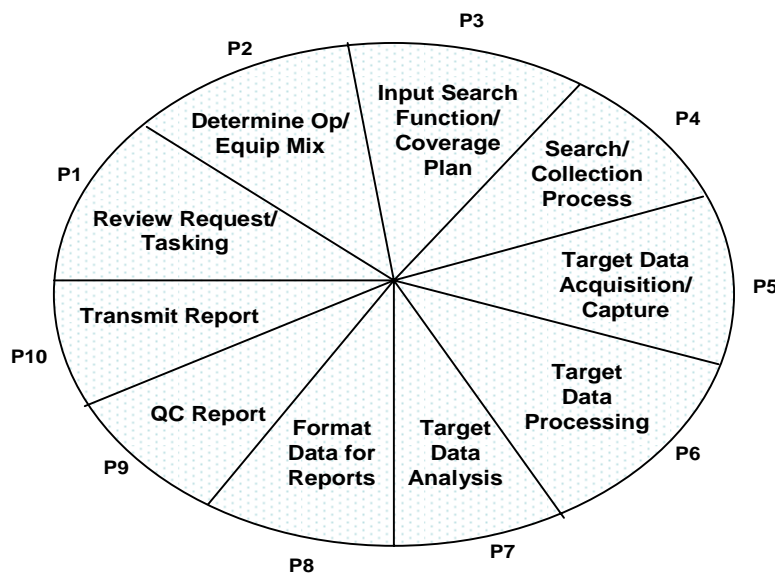 P1
Review Request/
Tasking
P2
Determine Op/
Equip Mix
P3
Input Search
Function/
Coverage
Plan
P4
Search/
Collection
Process
P5
Target Data
Acquisition/
Capture
P6
Target
Data
Processing
P7
Target
Data
Analysis
P8
Format
Data for
Reports
P9
QC Report
P10
Transmit Report